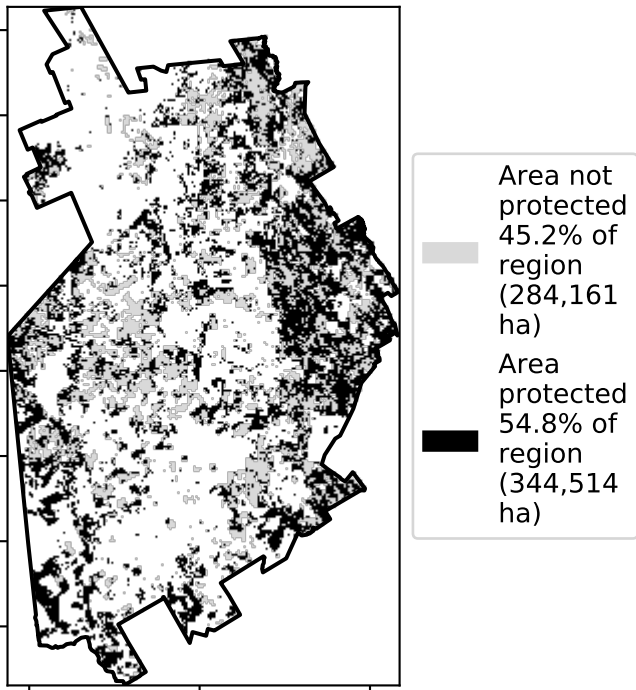 Area not
protected
45.2% of
region
(284,161
ha)
Area
protected
54.8% of
region
(344,514
ha)